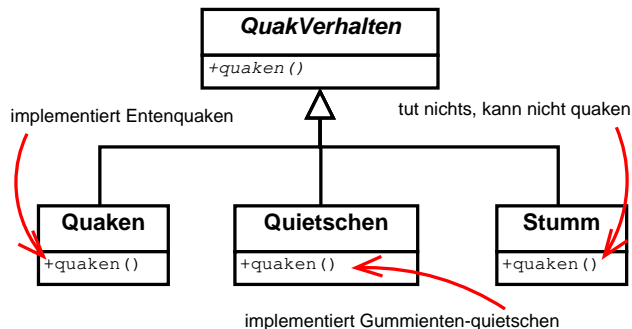 QuakVerhalten
+quaken()
implementiert Entenquaken
tut nichts, kann nicht quaken
Quaken
+quaken()
Quietschen
+quaken()
Stumm
+quaken()
implementiert Gummienten-quietschen